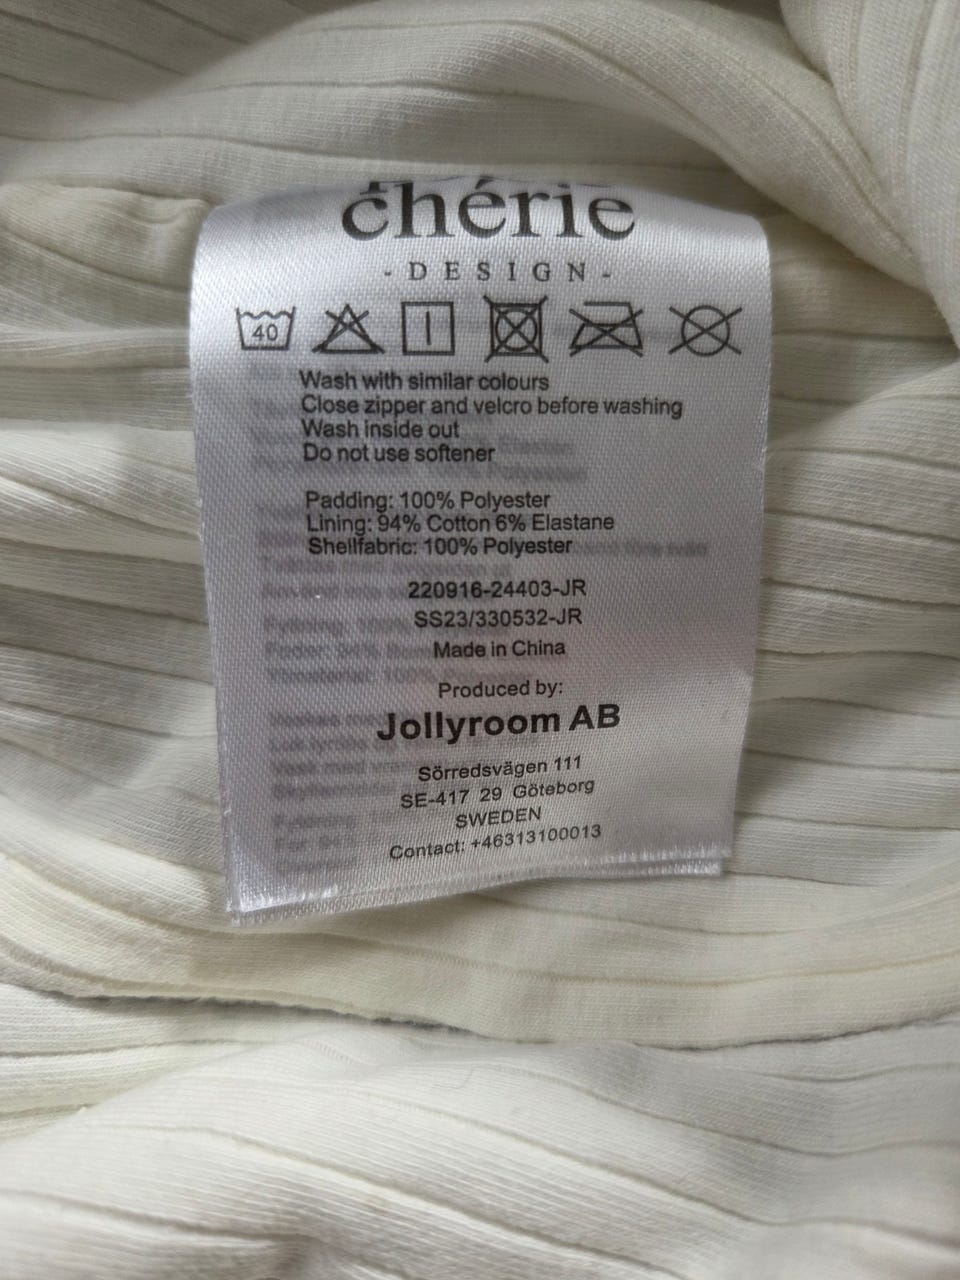 chérie
- DESIGN -
40
Wash with similar colours
Close zipper and velcro before washing
Wash inside out
Do not use softener
Padding: 100% Polyester
Lining: 94% Cotton 6% Elastane
Shellfabric: 100% Polyester
220916-24403-JR
SS23/330532-JR
Made in China
Produced by:
Jollyroom AB
Sörredsvägen 111
SE-417 29 Göteborg
SWEDEN
Contact: +46313100013